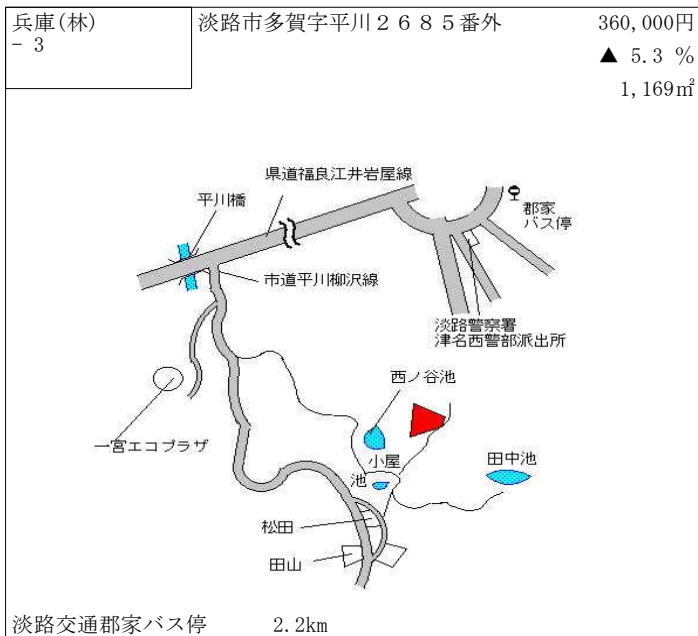 兵庫(林)
- 3
淡路市多賀字平川２６８５番外
360,000円
▲ 5.3 %
1,169㎡
県道福良江井岩屋線
平川橋
郡家
バス停
市道平川柳沢線
淡路警察署
津名西警部派出所
西ノ谷池
一宮エコプラザ
小屋
田中池
池
松田
田山
淡路交通郡家バス停 2.2km